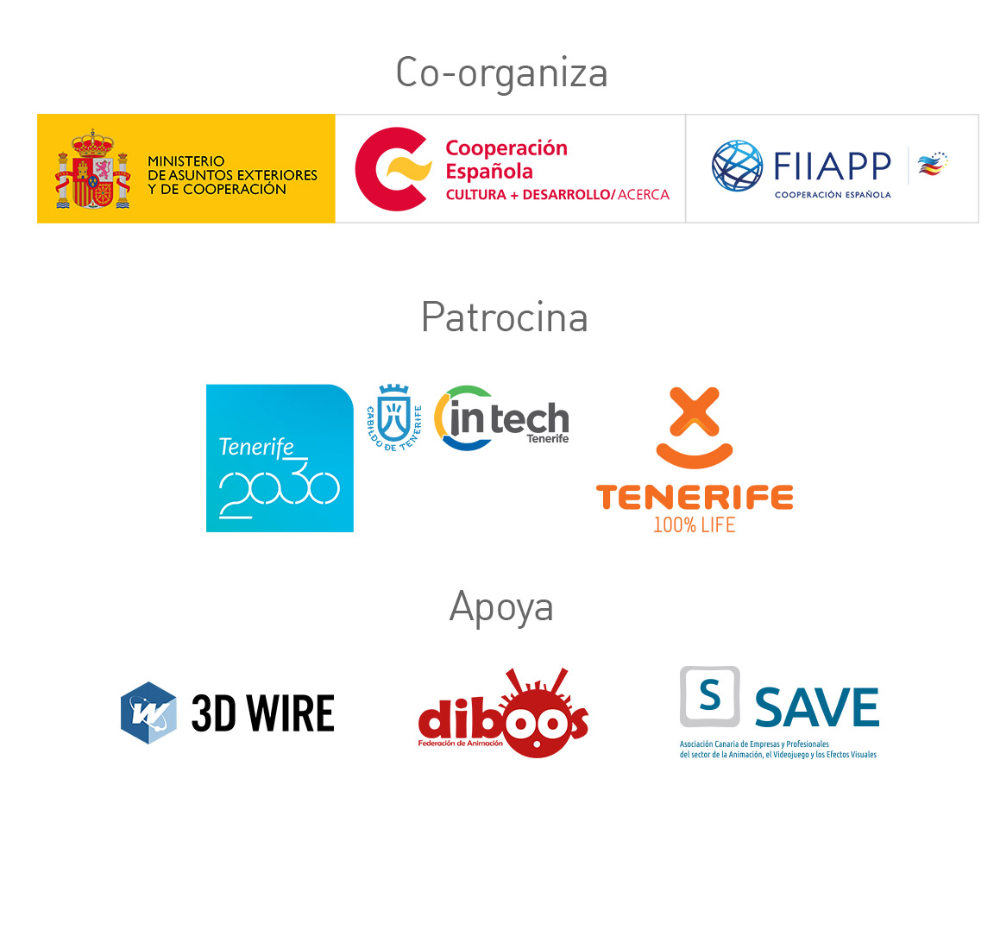 Co-organiza
MINISTERIO
DE ASUNTOS EXTERIORES
Y DE COOPERACIÓN
Cooperación
Española
CULTURA + DESARROLLO/ACERCA
FIIAPP
COOPERACIÓN ESPAÑOLA
Patrocina
Tenerife
2030
CABILDO DE TENERIFE
in tech
Tenerife
TENERIFE
100% LIFE
Apoya
W
3D WIRE
diboos
Federación de Animación
S
SAVE
Asociación Canaria de Empresas y Profesionales
del sector de la Animación, el Videojuego y los Efectos Visuales